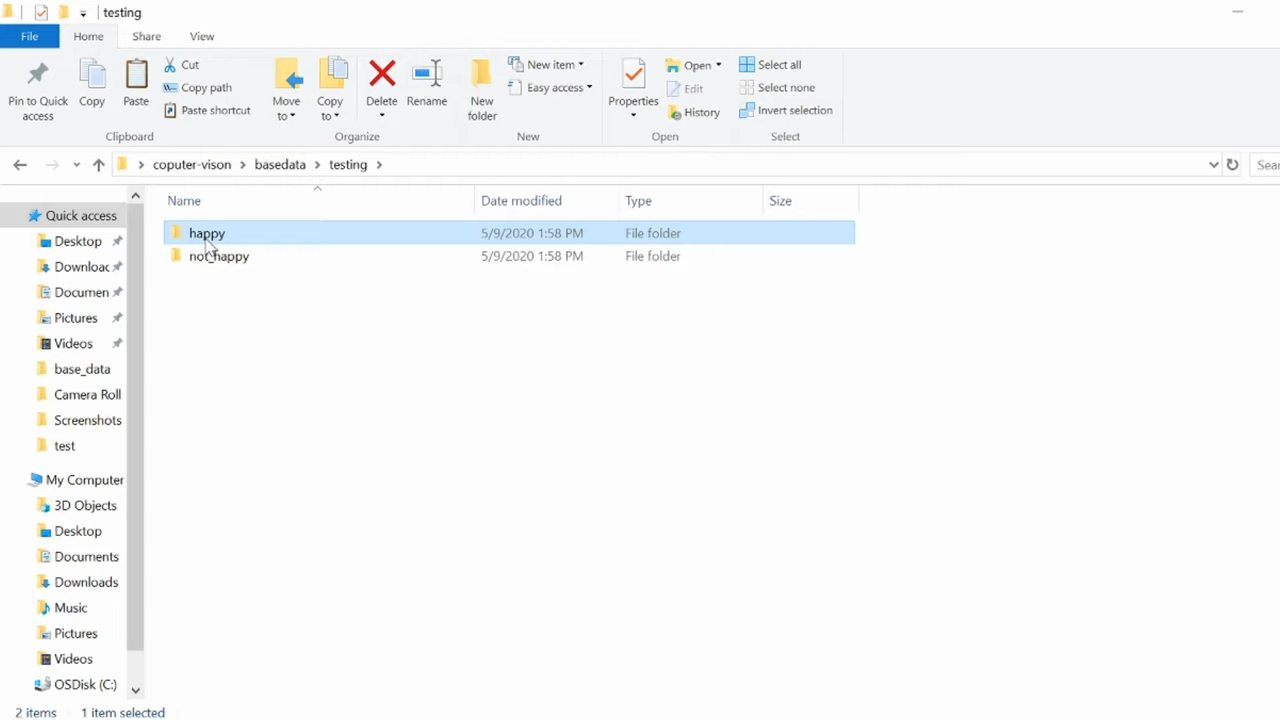 testing
File Home Share View
Pin to Quick access
Copy
Paste
Cut
Copy path
Paste shortcut
Clipboard
Move to
Copy to
Delete
Rename
Organize
New folder
New item
Easy access
New
Properties
Open
Edit
History
Open
Select all
Select none
Invert selection
Select
coputer-vison > basedata > testing >
Sear
Name Date modified Type Size
happy 5/9/2020 1:58 PM File folder
not_happy 5/9/2020 1:58 PM File folder
Quick access
Desktop
Downloac
Documen
Pictures
Videos
base_data
Camera Roll
Screenshots
test
My Computer
3D Objects
Desktop
Documents
Downloads
Music
Pictures
Videos
OSDisk (C:)
2 items 1 item selected